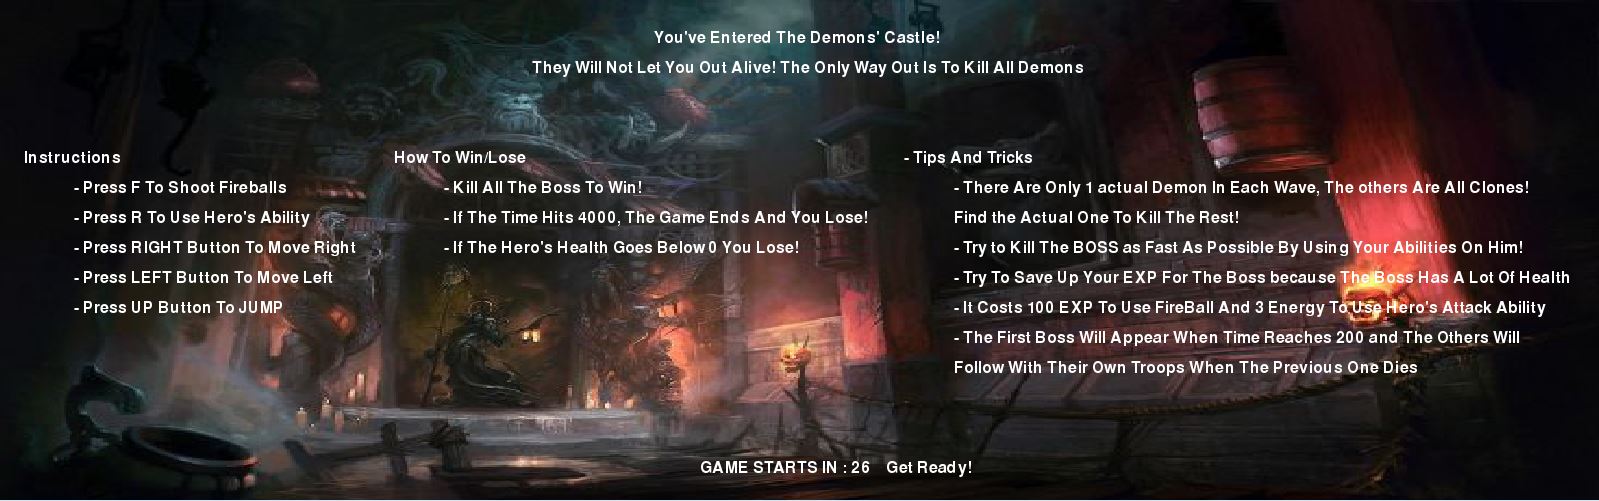 You've Entered The Demons' Castle!
They Will Not Let You Out Alive! The Only Way Out Is To Kill All Demons
Instructions
- Press F To Shoot Fireballs
- Press R To Use Hero's Ability
- Press RIGHT Button To Move Right
- Press LEFT Button To Move Left
- Press UP Button To JUMP
How To Win/Lose
- Kill All The Boss To Win!
- If The Time Hits 4000, The Game Ends And You Lose!
- If The Hero's Health Goes Below 0 You Lose!
- Tips And Tricks
- There Are Only 1 actual Demon In Each Wave, The others Are All Clones!
Find the Actual One To Kill The Rest!
- Try to Kill The BOSS as Fast As Possible By Using Your Abilities On Him!
- Try To Save Up Your EXP For The Boss because The Boss Has A Lot Of Health
- It Costs 100 EXP To Use FireBall And 3 Energy To Use Hero's Attack Ability
- The First Boss Will Appear When Time Reaches 200 and The Others Will
Follow With Their Own Troops When The Previous One Dies
GAME STARTS IN : 26 Get Ready!